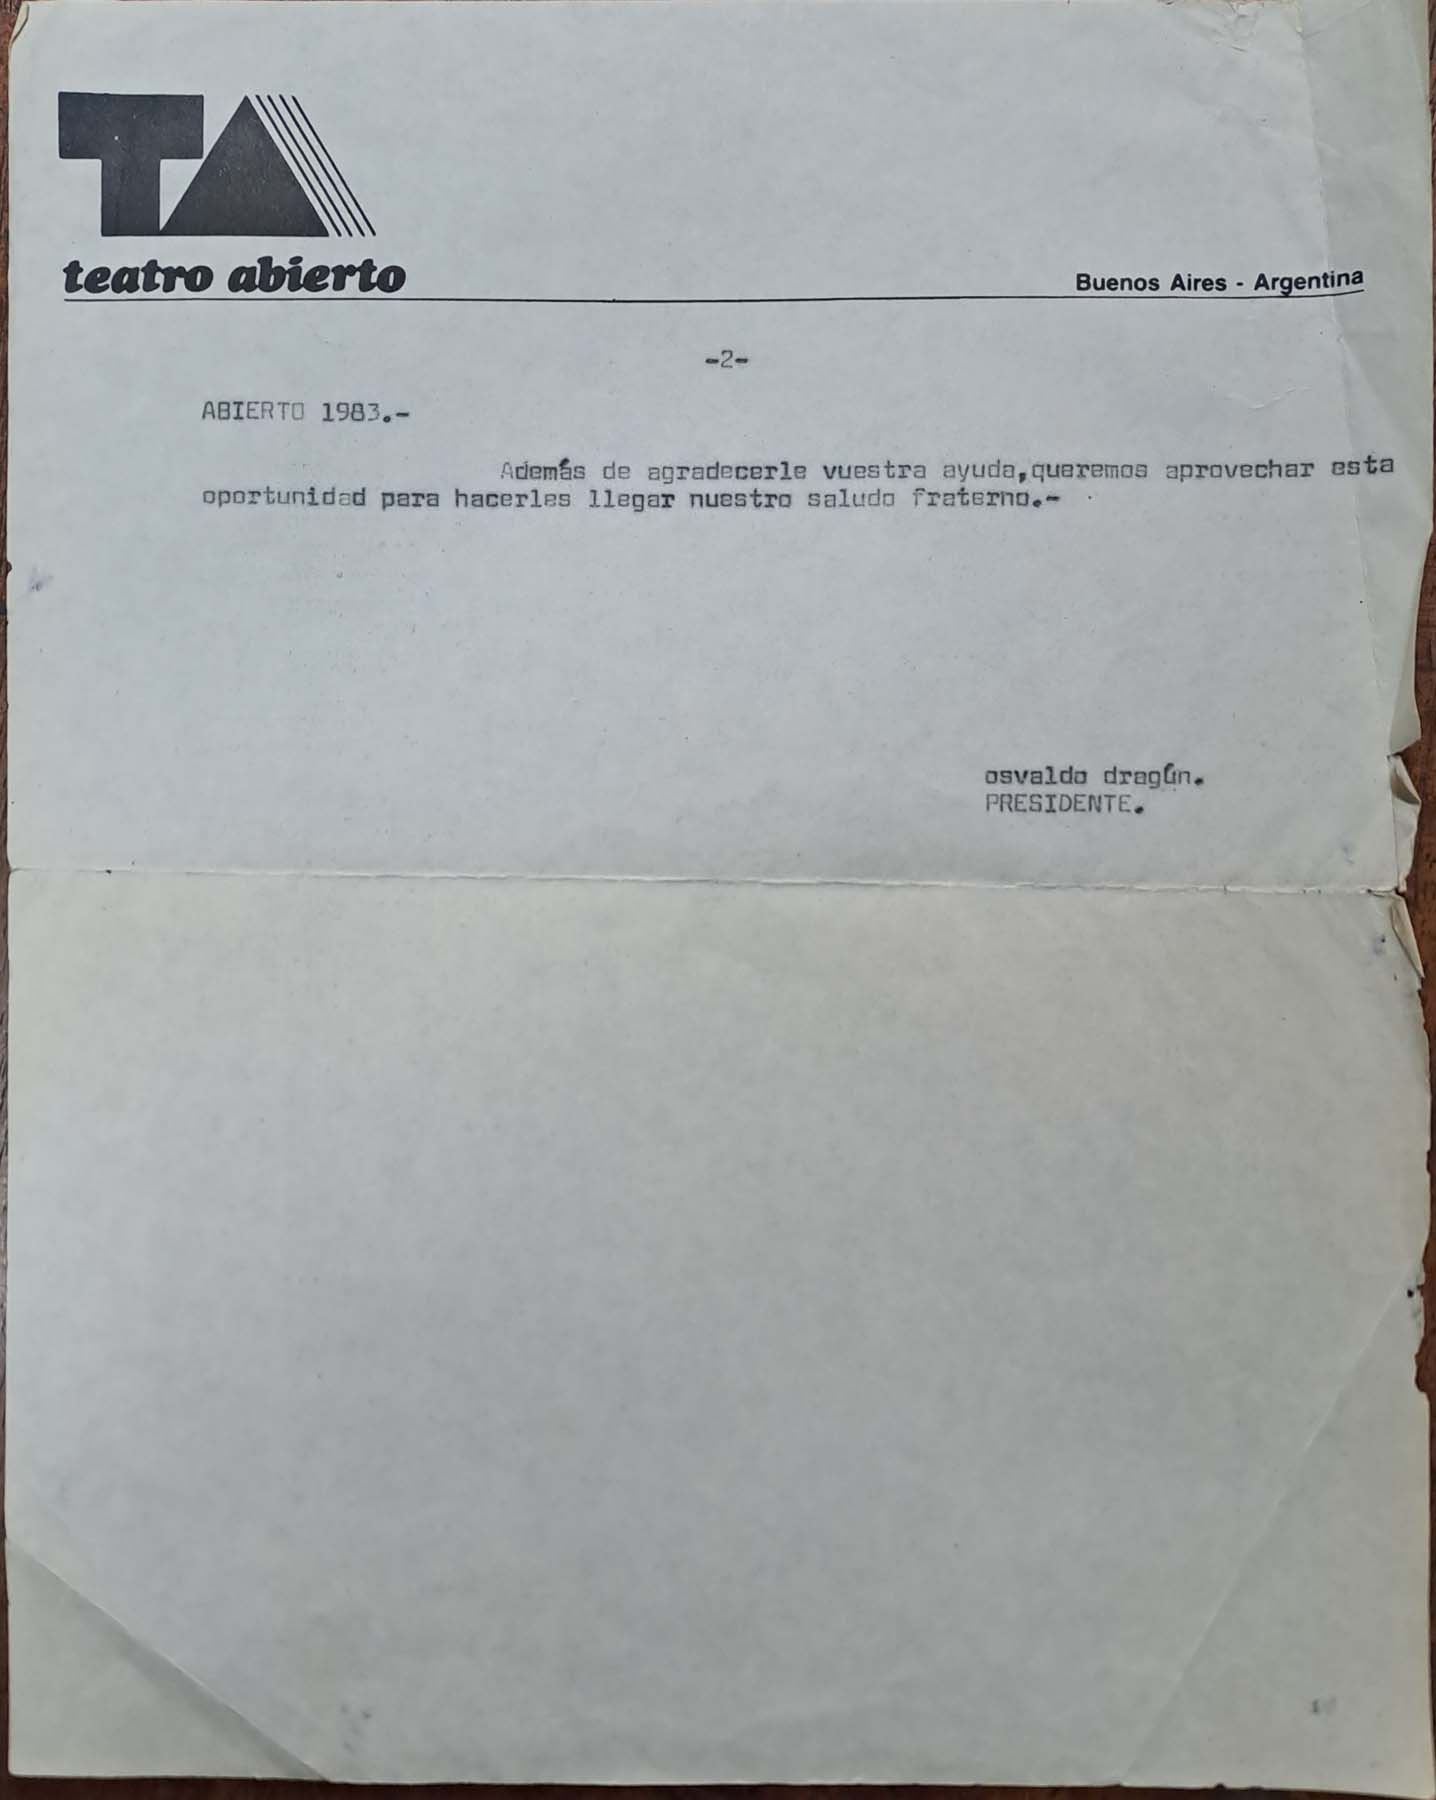 TA
teatro abierto
Buenos Aires - Argentina
-2-
ABIERTO 1983.-
Además de agradecerle vuestra ayuda,queremos aprovechar esta
oportunidad para hacerles llegar nuestro saludo fraterno.-
osvaldo dragún.
PRESIDENTE.